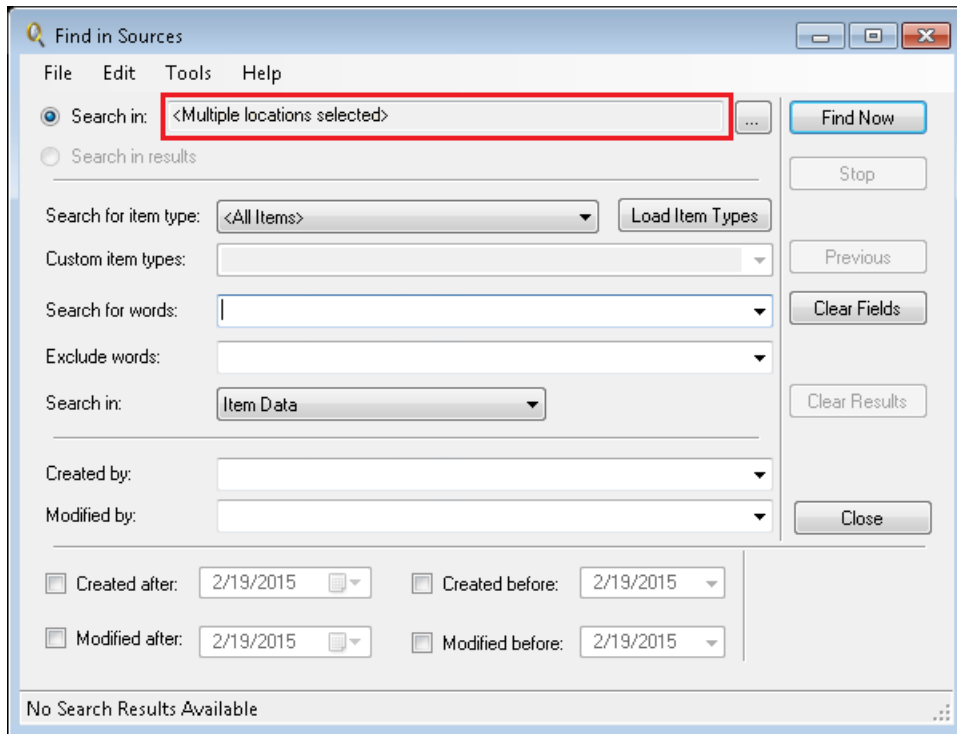 Find in Sources
File Edit Tools Help
Search in: <Multiple locations selected> ... Find Now
Search in results
Stop
Search for item type: <All Items> Load Item Types
Custom item types: Previous
Search for words: Clear Fields
Exclude words:
Search in: Item Data Clear Results
Created by:
Modified by: Close
Created after: 2/19/2015 Created before: 2/19/2015
Modified after: 2/19/2015 Modified before: 2/19/2015
No Search Results Available